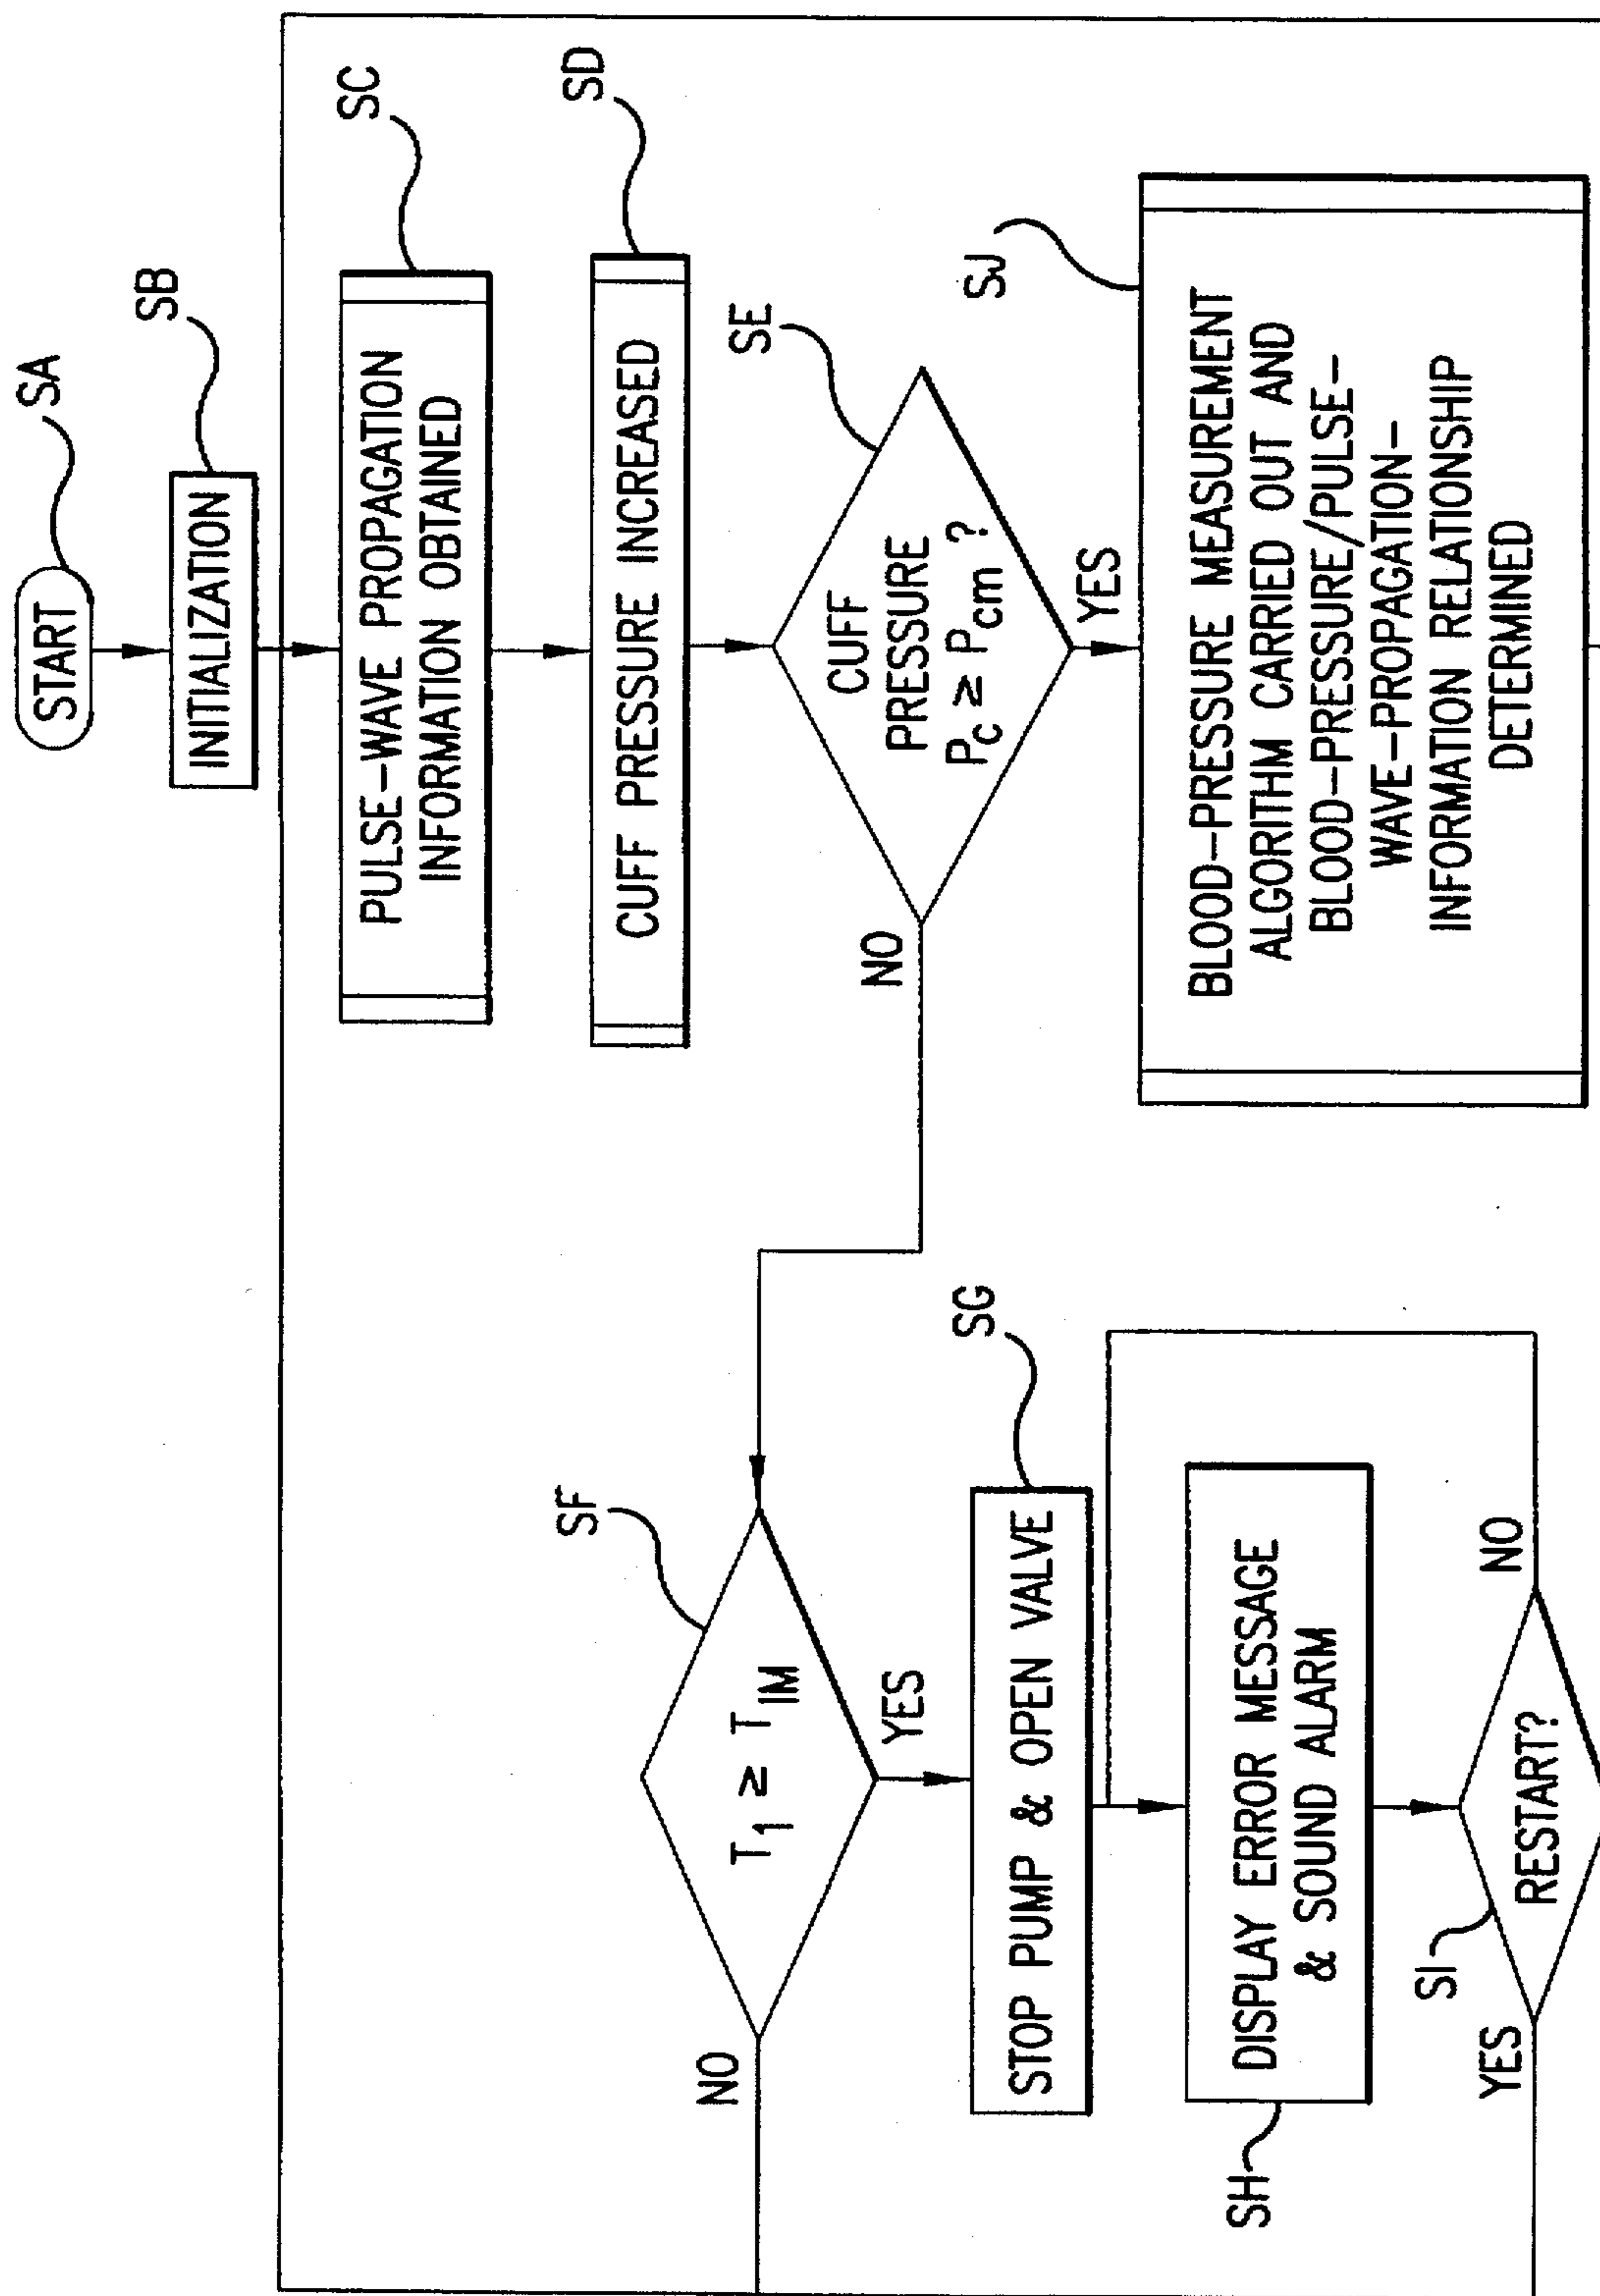 START
SA
INITIALIZATION
SB
PULSE-WAVE PROPAGATION
INFORMATION OBTAINED
SC
CUFF PRESSURE INCREASED
SD
CUFF
PRESSURE
Pc ≥ Pcm ?
SE
NO
YES
T1 ≥ TIM
SF
NO
YES
STOP PUMP & OPEN VALVE
SG
DISPLAY ERROR MESSAGE
& SOUND ALARM
SH
RESTART?
SI
YES
NO
BLOOD-PRESSURE MEASUREMENT
ALGORITHM CARRIED OUT AND
BLOOD-PRESSURE/PULSE-
WAVE-PROPAGATION-
INFORMATION RELATIONSHIP
DETERMINED
SJ